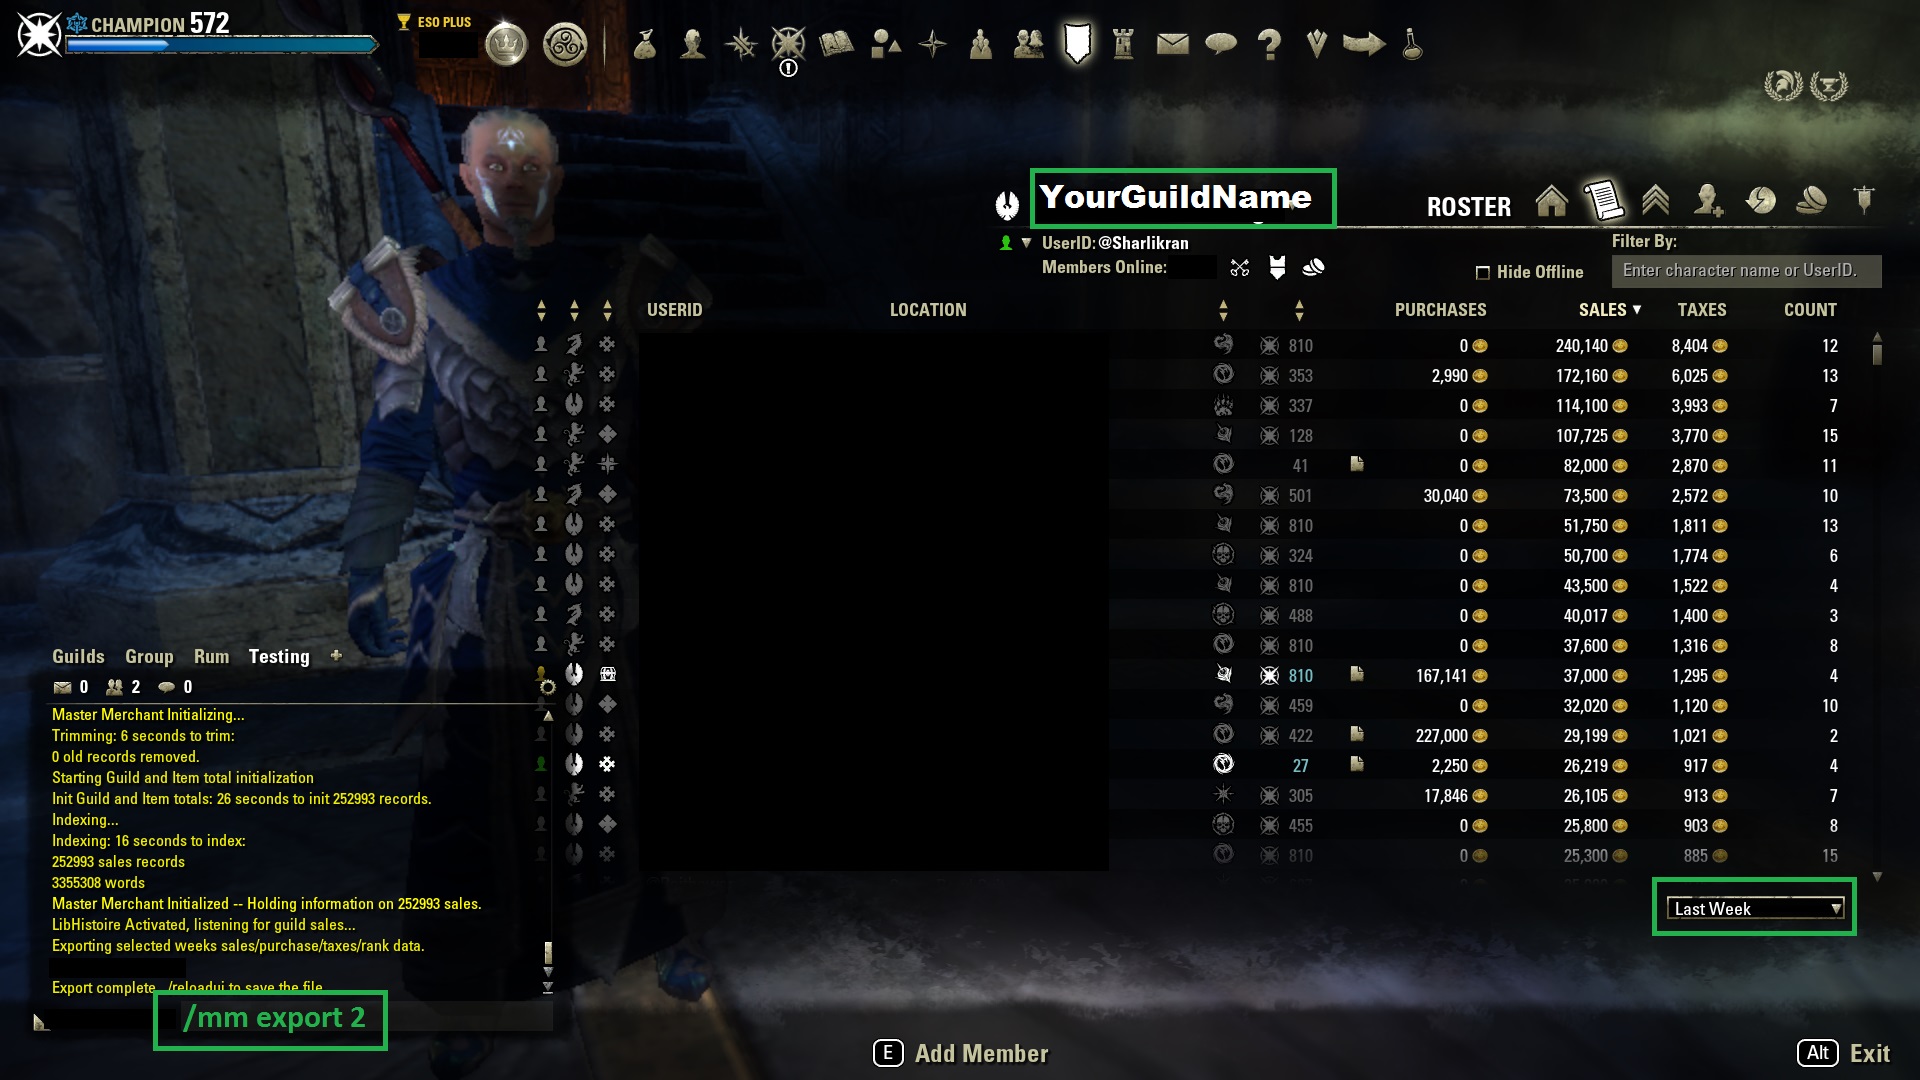 CHAMPION 572
ESO PLUS
YourGuildName
ROSTER
UserID: @Sharlikran
Filter By:
Members Online:
Hide Offline
Enter character name or UserID.
USERID LOCATION PURCHASES SALES TAXES COUNT
810 0 240,140 8,404 12
353 2,990 172,160 6,025 13
337 0 114,100 3,993 7
128 0 107,725 3,770 15
41 0 82,000 2,870 11
501 30,040 73,500 2,572 10
810 0 51,750 1,811 13
324 0 50,700 1,774 6
810 0 43,500 1,522 4
488 0 40,017 1,400 3
810 0 37,600 1,316 8
810 167,141 37,000 1,295 4
459 0 32,020 1,120 10
422 227,000 29,199 1,021 2
27 2,250 26,219 917 4
305 17,846 26,105 913 7
455 0 25,800 903 8
810 0 25,300 885 15
Last Week
Guilds Group Rum Testing +
0 2 0
Master Merchant Initializing...
Trimming: 6 seconds to trim:
0 old records removed.
Starting Guild and Item total initialization
Init Guild and Item totals: 26 seconds to init 252993 records.
Indexing...
Indexing: 16 seconds to index:
252993 sales records
3355308 words
Master Merchant Initialized -- Holding information on 252993 sales.
LibHistoire Activated, listening for guild sales...
Exporting selected weeks sales/purchase/taxes/rank data.
Export complete. /reloadui to save the file.
/mm export 2
E Add Member
Alt Exit